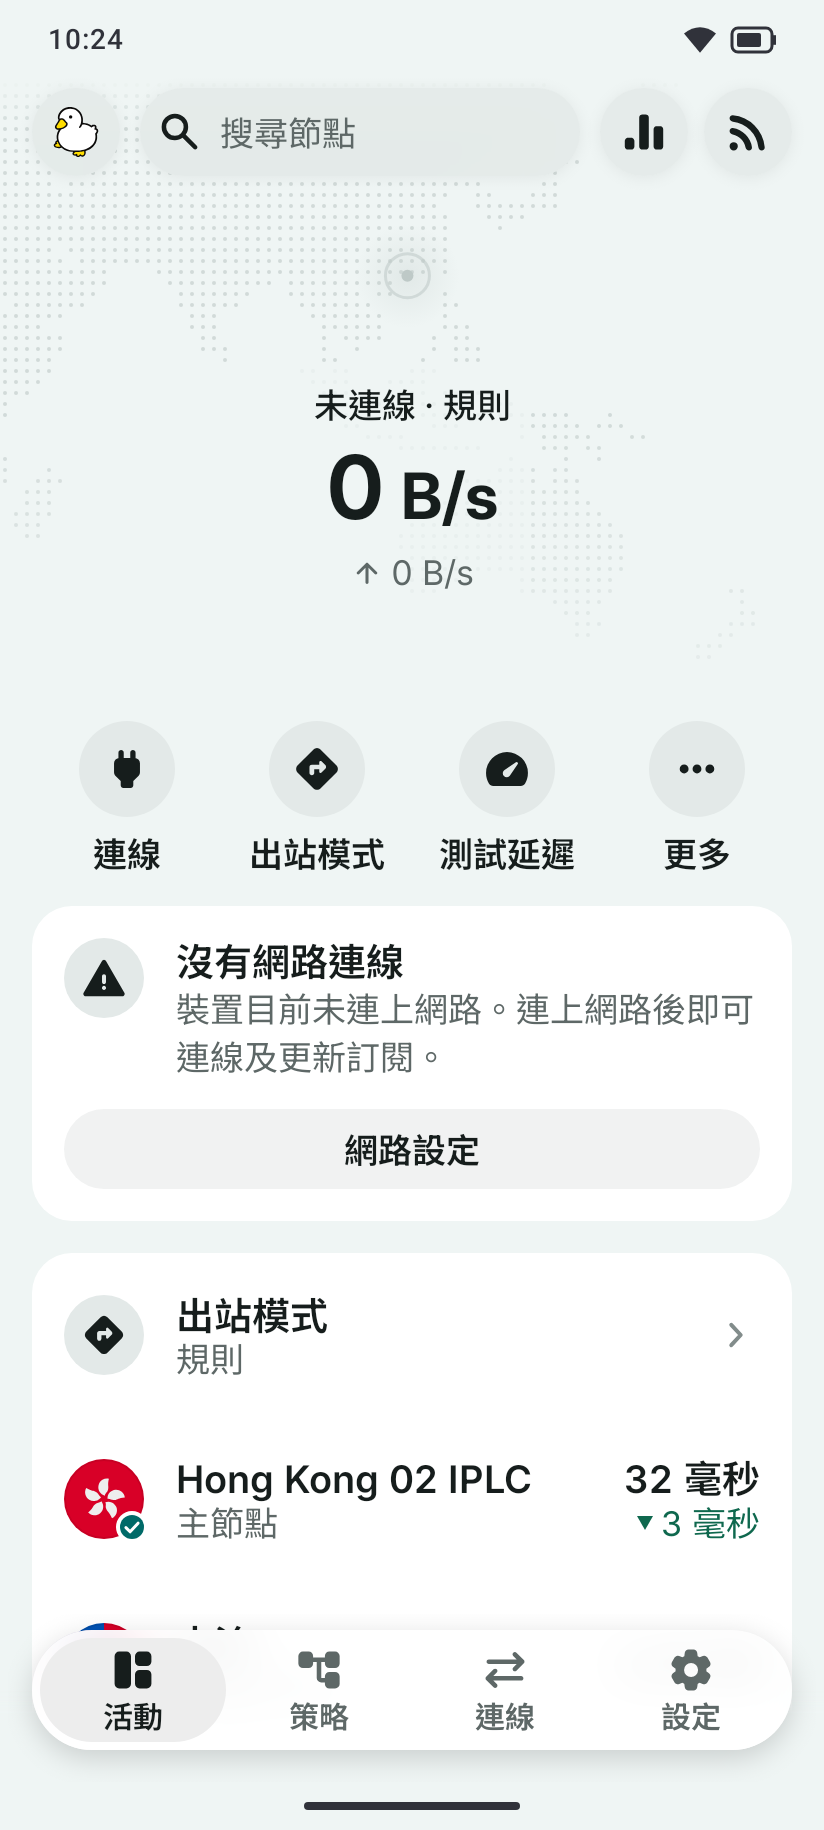 10:24
搜尋節點
未連線 · 規則
0 B/s
↑ 0 B/s
連線
出站模式
測試延遲
更多
沒有網路連線
裝置目前未連上網路。連上網路後即可
連線及更新訂閱。
網路設定
出站模式
規則
Hong Kong 02 IPLC
32 毫秒
主節點
▼3 毫秒
活動
策略
連線
設定